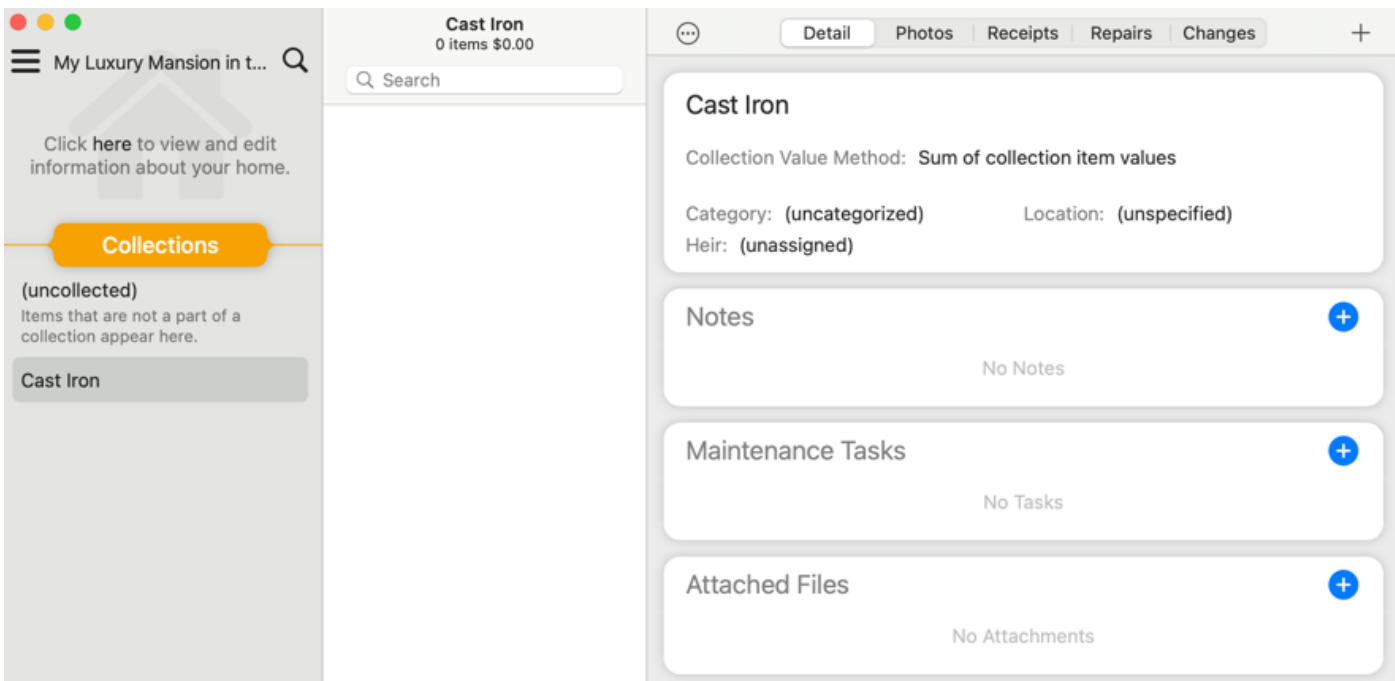 My Luxury Mansion in t...
Click here to view and edit
information about your home.
Collections
(uncollected)
Items that are not a part of a
collection appear here.
Cast Iron
Cast Iron
0 items $0.00
Search
Detail Photos Receipts Repairs Changes
Cast Iron
Collection Value Method: Sum of collection item values
Category: (uncategorized) Location: (unspecified)
Heir: (unassigned)
Notes
No Notes
Maintenance Tasks
No Tasks
Attached Files
No Attachments